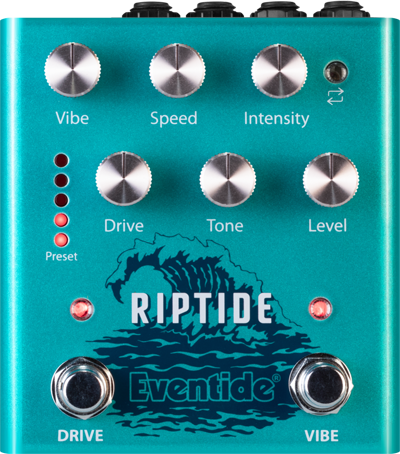 Vibe Speed Intensity
Drive Tone Level
Preset
RIPTIDE
Eventide®
DRIVE VIBE